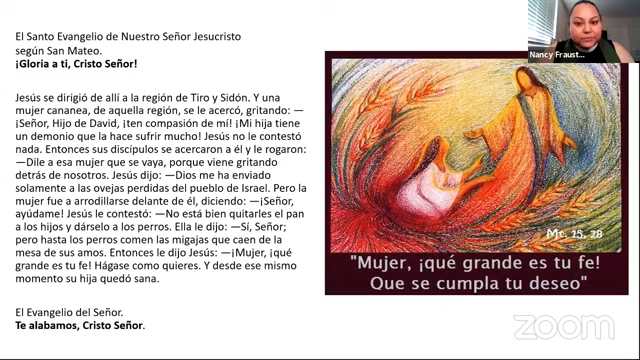 El Santo Evangelio de Nuestro Señor Jesucristo
según San Mateo.
¡Gloria a ti, Cristo Señor!
Jesús se dirigió de allí a la región de Tiro y Sidón. Y una
mujer cananea, de aquella región, se le acercó, gritando: —
¡Señor, Hijo de David, ¡ten compasión de mí! ¡Mi hija tiene
un demonio que la hace sufrir mucho! Jesús no le contestó
nada. Entonces sus discípulos se acercaron a él y le rogaron:
—Dile a esa mujer que se vaya, porque viene gritando
detrás de nosotros. Jesús dijo: —Dios me ha enviado
solamente a las ovejas perdidas del pueblo de Israel. Pero la
mujer fue a arrodillarse delante de él, diciendo: —¡Señor,
ayúdame! Jesús le contestó: —No está bien quitarles el pan
a los hijos y dárselo a los perros. Ella le dijo: —Sí, Señor;
pero hasta los perros comen las migajas que caen de la
mesa de sus amos. Entonces le dijo Jesús: —¡Mujer, ¡qué
grande es tu fe! Hágase como quieres. Y desde ese mismo
momento su hija quedó sana.
El Evangelio del Señor.
Te alabamos, Cristo Señor.
Nancy Fraust...
Mt. 15, 28
"Mujer, ¡qué grande es tu fe!
Que se cumpla tu deseo"
zoom